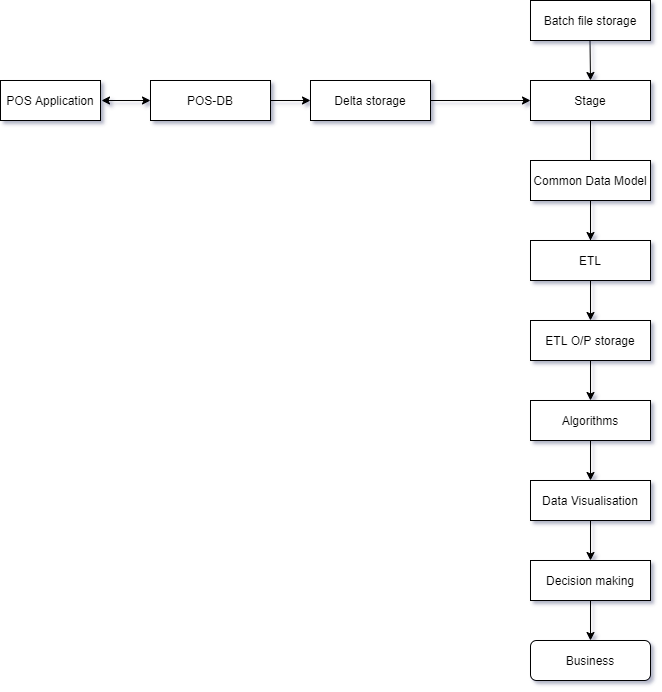 Batch file storage
POS Application
POS-DB
Delta storage
Stage
Common Data Model
ETL
ETL O/P storage
Algorithms
Data Visualisation
Decision making
Business